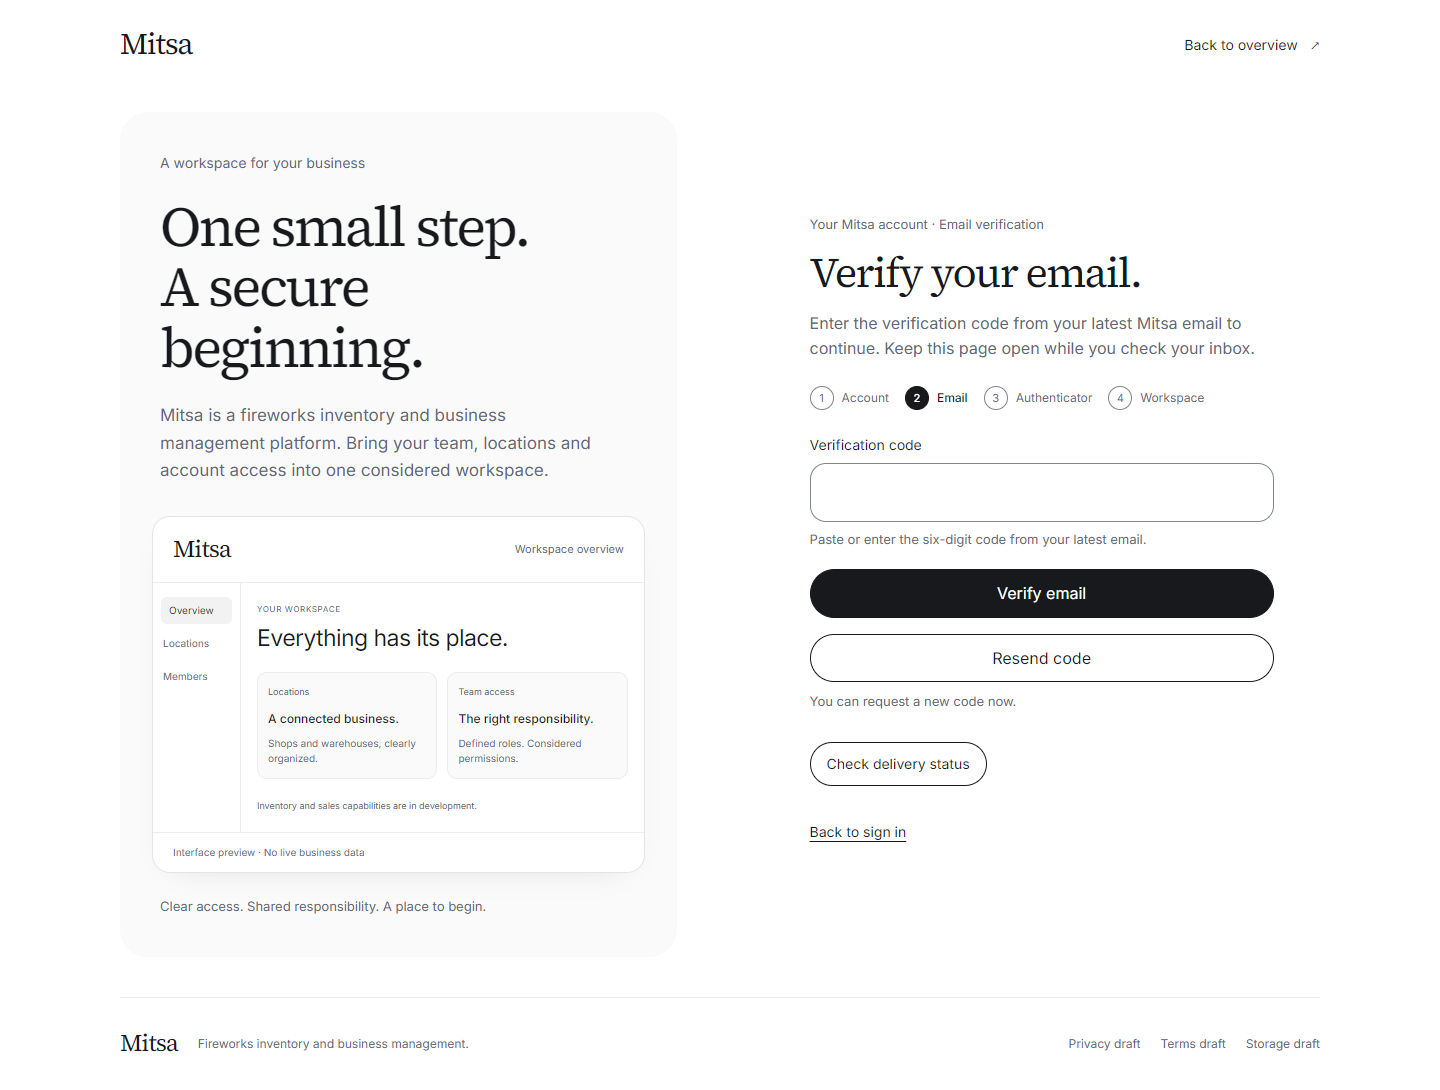 Mitsa
Back to overview ↗
A workspace for your business
One small step.
A secure
beginning.
Mitsa is a fireworks inventory and business
management platform. Bring your team, locations and
account access into one considered workspace.
Mitsa
Workspace overview
Overview
Locations
Members
YOUR WORKSPACE
Everything has its place.
Locations
A connected business.
Shops and warehouses, clearly
organized.
Team access
The right responsibility.
Defined roles. Considered
permissions.
Inventory and sales capabilities are in development.
Interface preview · No live business data
Clear access. Shared responsibility. A place to begin.
Your Mitsa account · Email verification
Verify your email.
Enter the verification code from your latest Mitsa email to
continue. Keep this page open while you check your inbox.
1 Account 2 Email 3 Authenticator 4 Workspace
Verification code
Paste or enter the six-digit code from your latest email.
Verify email
Resend code
You can request a new code now.
Check delivery status
Back to sign in
Mitsa
Fireworks inventory and business management.
Privacy draft Terms draft Storage draft